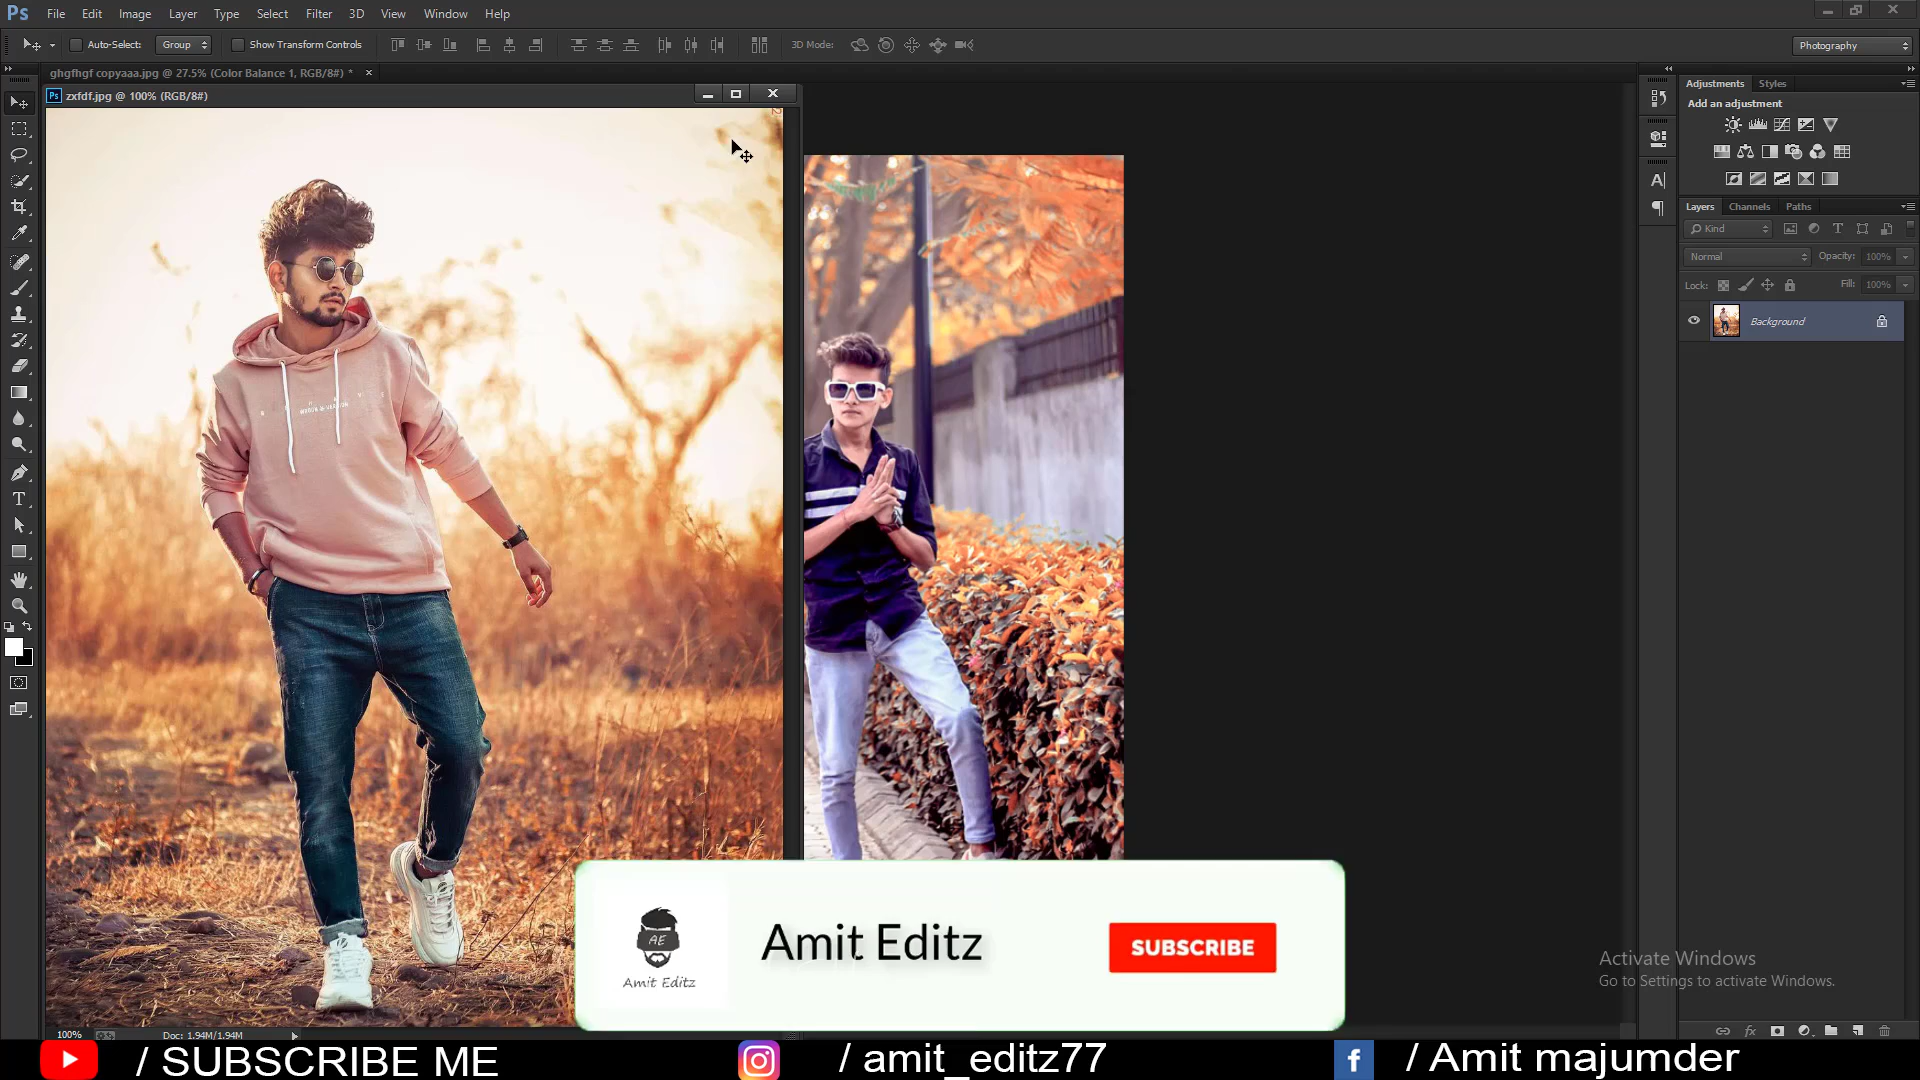 Ps File Edit Image Layer Type Select Filter 3D View Window Help
Auto-Select: Group Show Transform Controls 3D Mode: Photography
ghgfhgf copyaaa.jpg @ 27.5% (Color Balance 1, RGB/8#) *
Ps zxfdf.jpg @ 100% (RGB/8#)
Adjustments Styles
Add an adjustment
Layers Channels Paths
Kind
Normal Opacity: 100%
Lock: Fill: 100%
Background
AE
Amit Editz
Amit Editz
SUBSCRIBE
Activate Windows
Go to Settings to activate Windows.
100% Doc: 1.94M/1.94M
/ SUBSCRIBE ME / amit_editz77 / Amit majumder